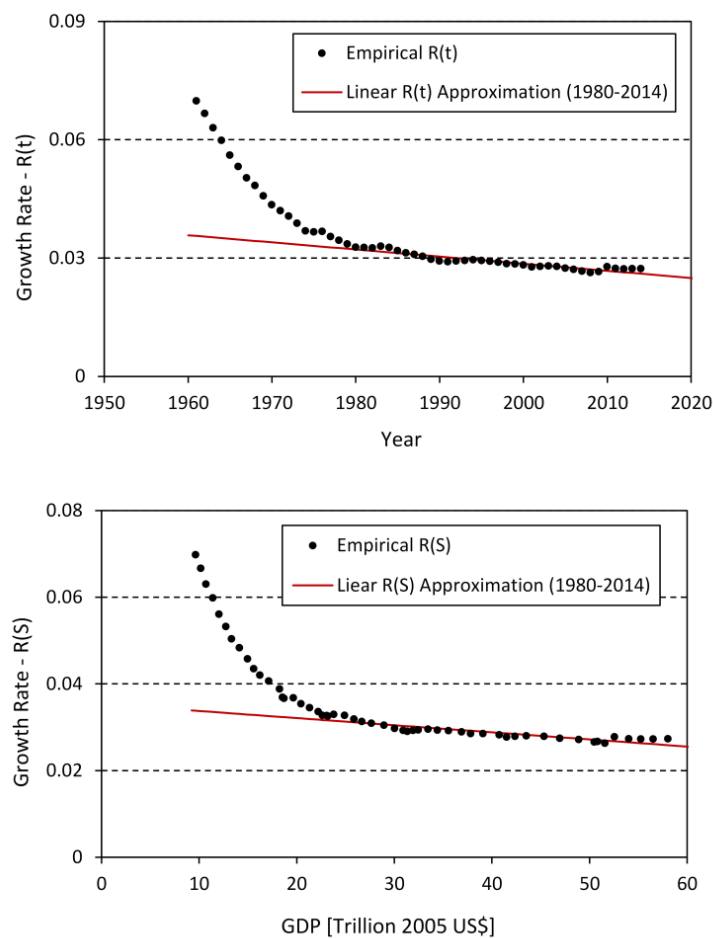 0.09
Empirical R(t)
Linear R(t) Approximation (1980-2014)
0.06
Growth Rate - R(t)
0.03
0
1950 1960 1970 1980 1990 2000 2010 2020
Year
0.08
Empirical R(S)
Liear R(S) Approximation (1980-2014)
0.06
Growth Rate - R(S)
0.04
0.02
0
0 10 20 30 40 50 60
GDP [Trillion 2005 US$]